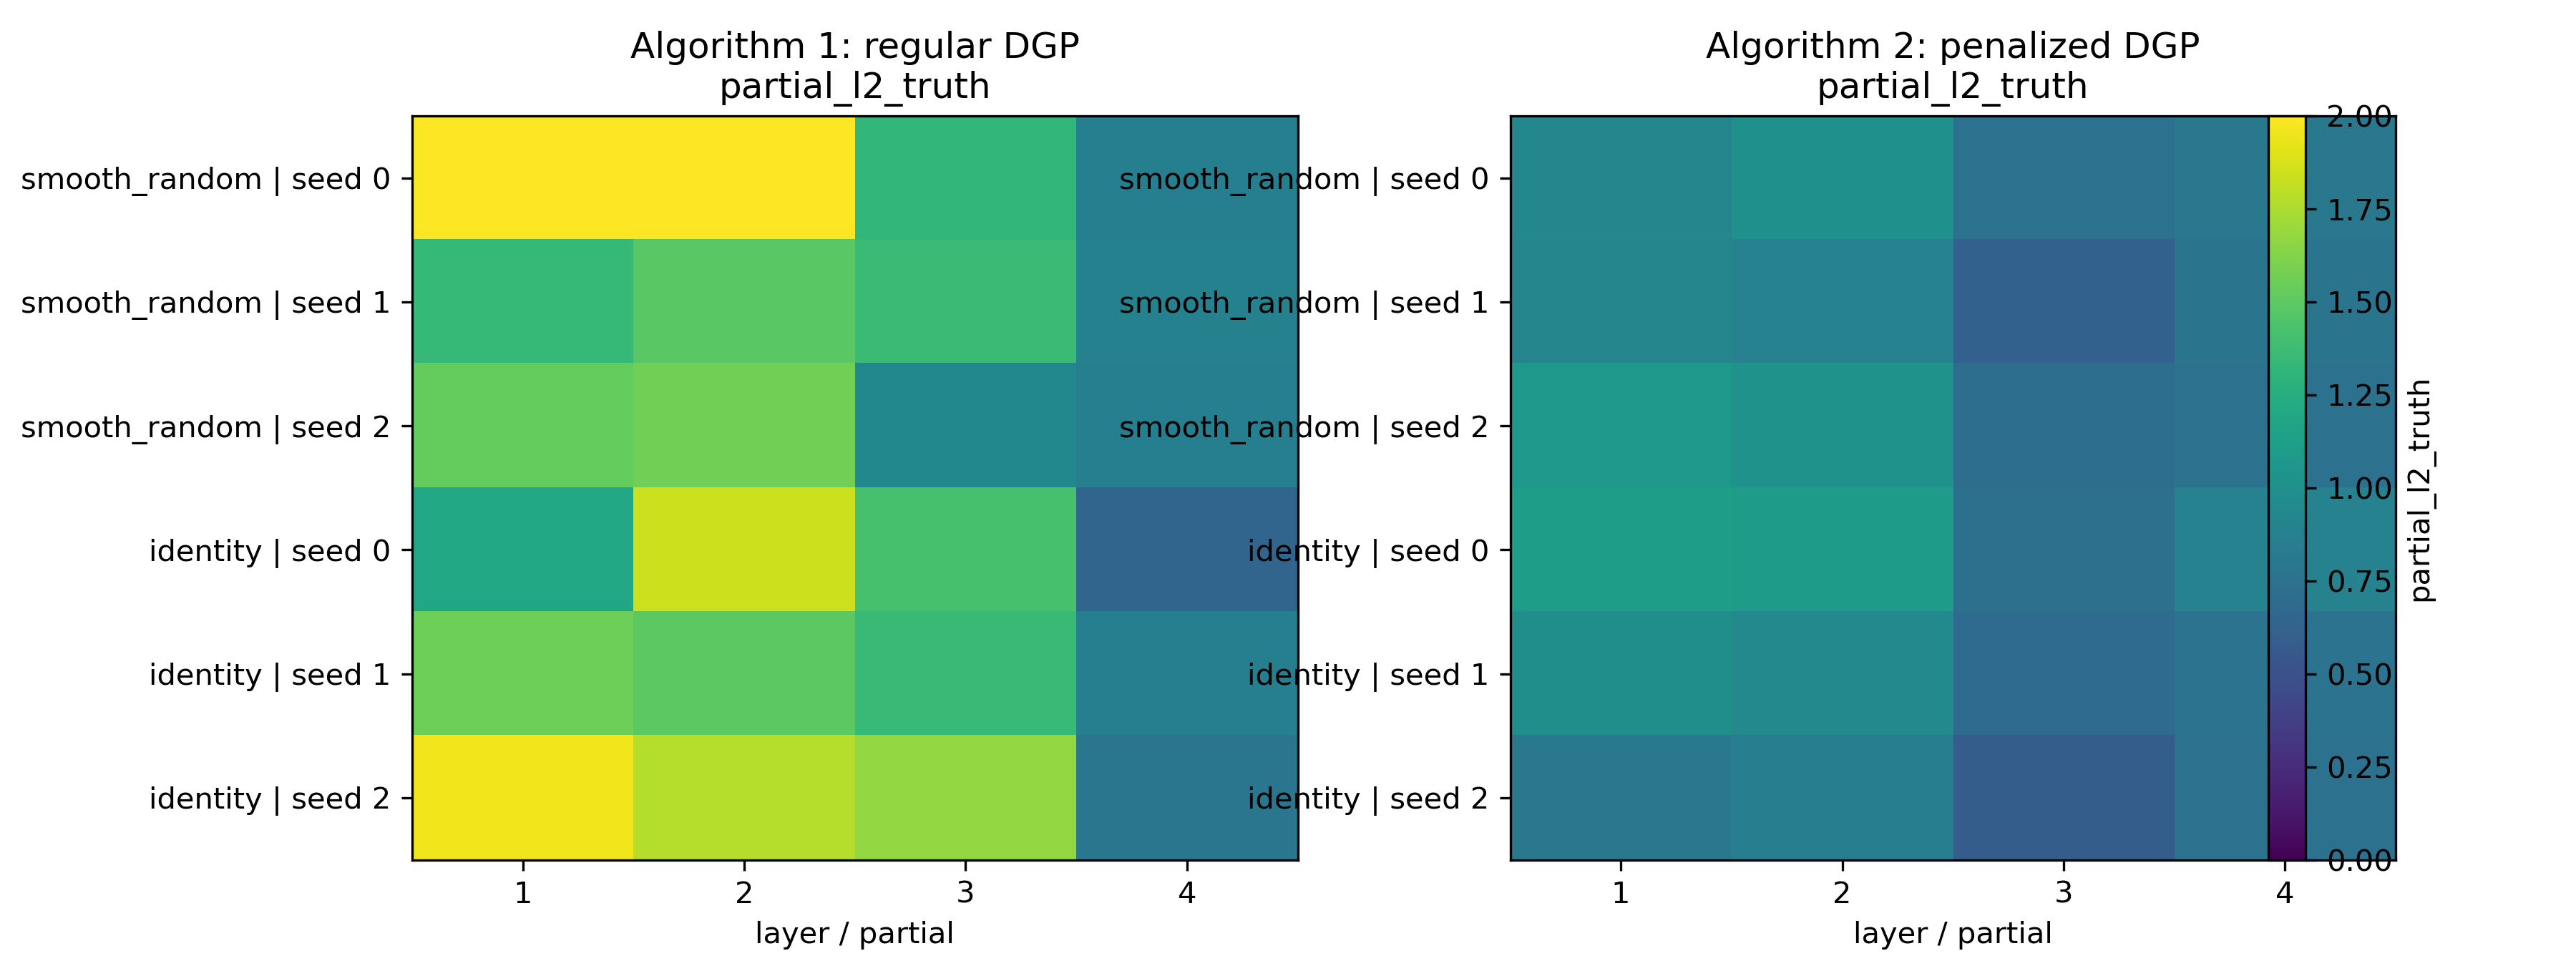 Algorithm 1: regular DGP
partial_l2_truth
smooth_random | seed 0
smooth_random | seed 1
smooth_random | seed 2
identity | seed 0
identity | seed 1
identity | seed 2
1 2 3 4
layer / partial
Algorithm 2: penalized DGP
partial_l2_truth
smooth_random | seed 0
smooth_random | seed 1
smooth_random | seed 2
identity | seed 0
identity | seed 1
identity | seed 2
1 2 3 4
layer / partial
2.00
1.75
1.50
1.25
1.00
0.75
0.50
0.25
0.00
partial_l2_truth